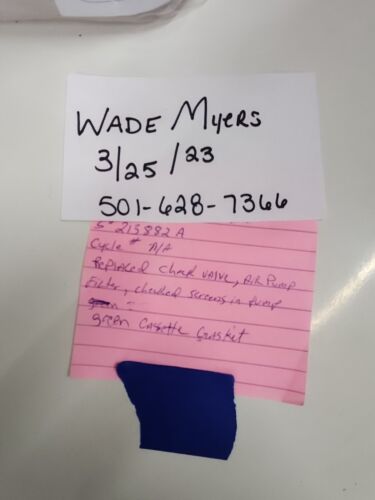 WADE MYERS
3/25/23
501-628-7366
S# 213882A
Cycle # N/A
Replaced check valve, Air Pump
Filter, checked screens in pump
green Cassette Gasket